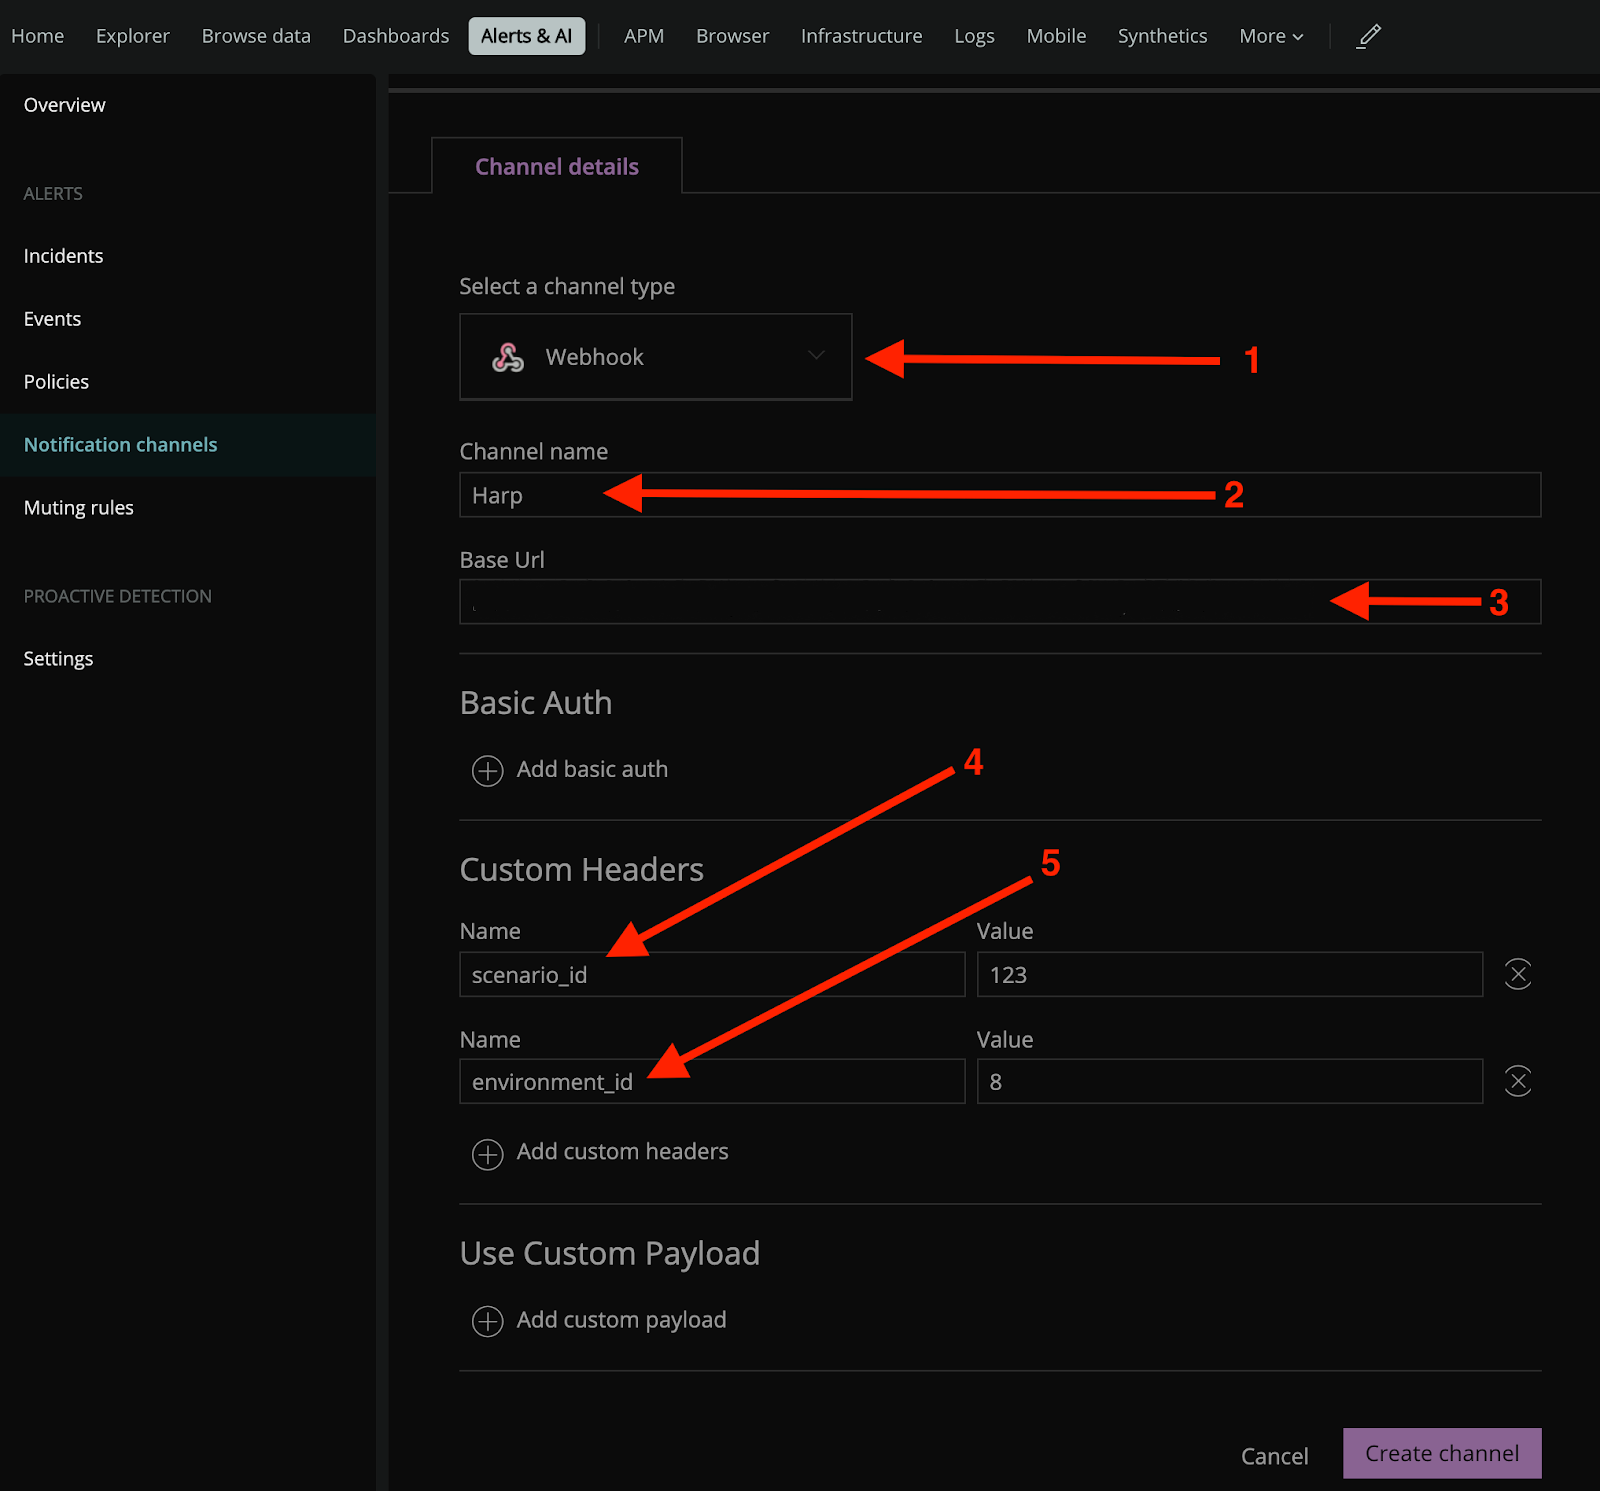 Home Explorer Browse data Dashboards Alerts & AI APM Browser Infrastructure Logs Mobile Synthetics More
Overview
ALERTS
Incidents
Events
Policies
Notification channels
Muting rules
PROACTIVE DETECTION
Settings
Channel details
Select a channel type
Webhook
1
Channel name
Harp
2
Base Url
3
Basic Auth
Add basic auth
4
Custom Headers
5
Name Value
scenario_id 123
Name Value
environment_id 8
Add custom headers
Use Custom Payload
Add custom payload
Cancel Create channel